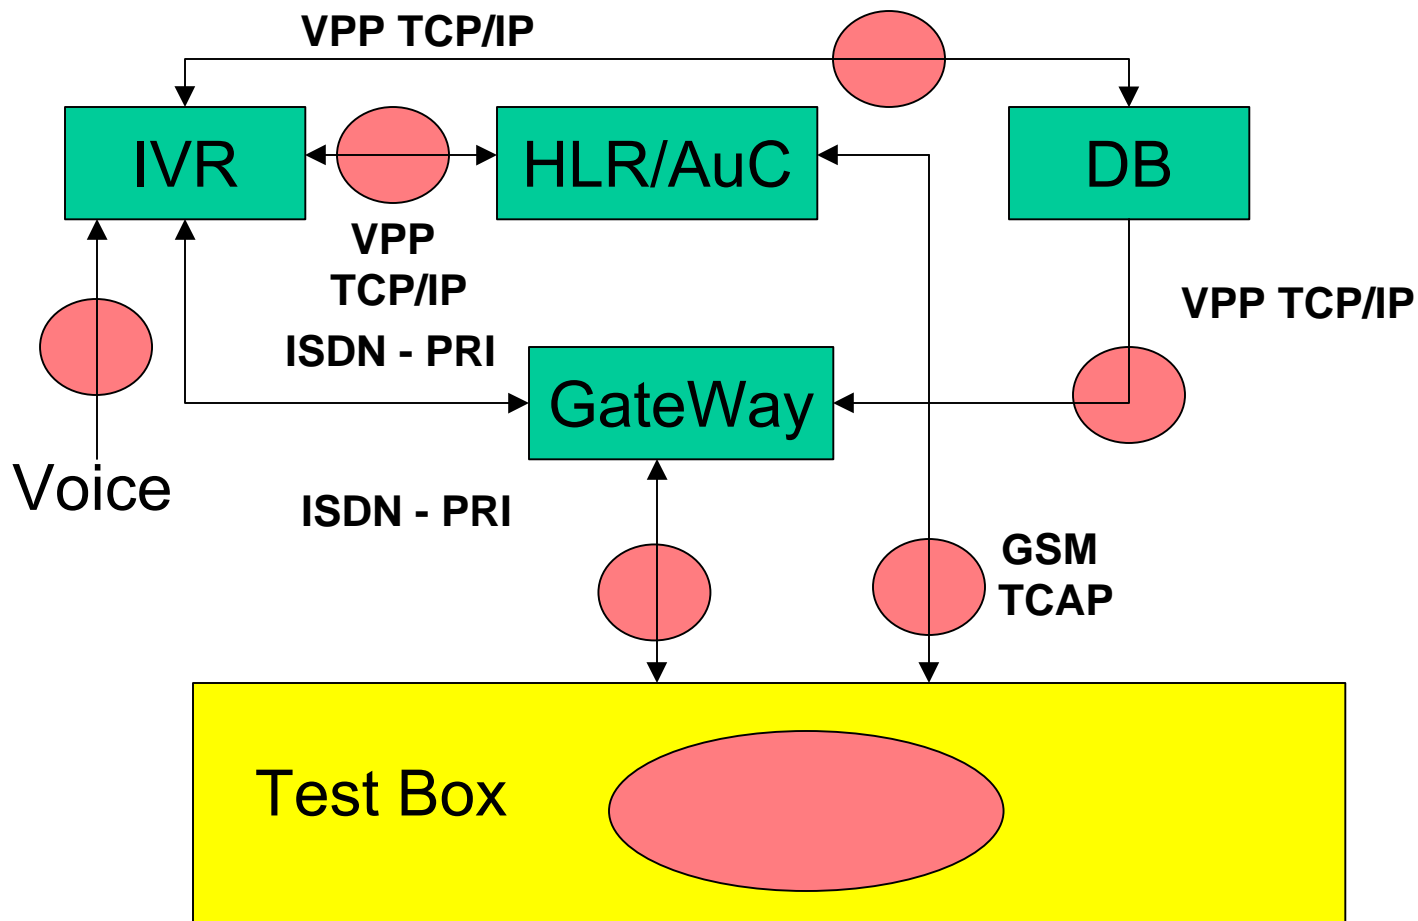 VPP TCP/IP
IVR
HLR/AuC
DB
VPP
TCP/IP
VPP TCP/IP
ISDN - PRI
GateWay
Voice
ISDN - PRI
GSM
TCAP
Test Box